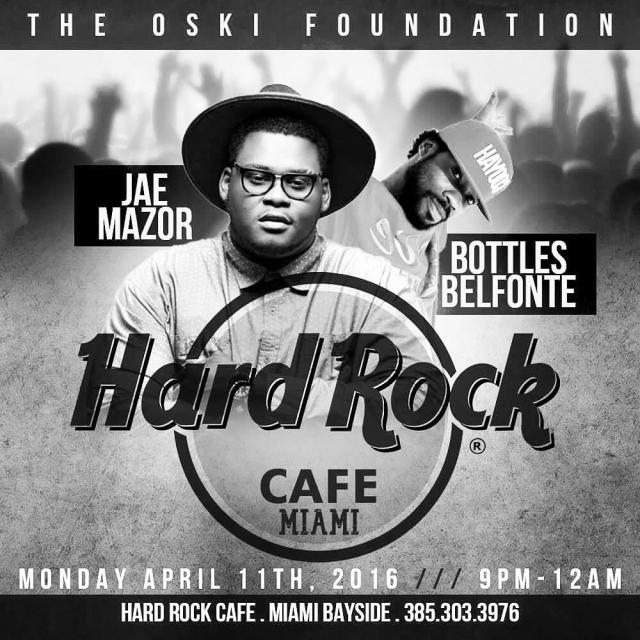 THE OSKI FOUNDATION
JAE
MAZOR
BOTTLES
BELFONTE
Hard Rock
®
CAFE
MIAMI
MONDAY APRIL 11TH, 2016 /// 9PM-12AM
HARD ROCK CAFE . MIAMI BAYSIDE . 385.303.3976